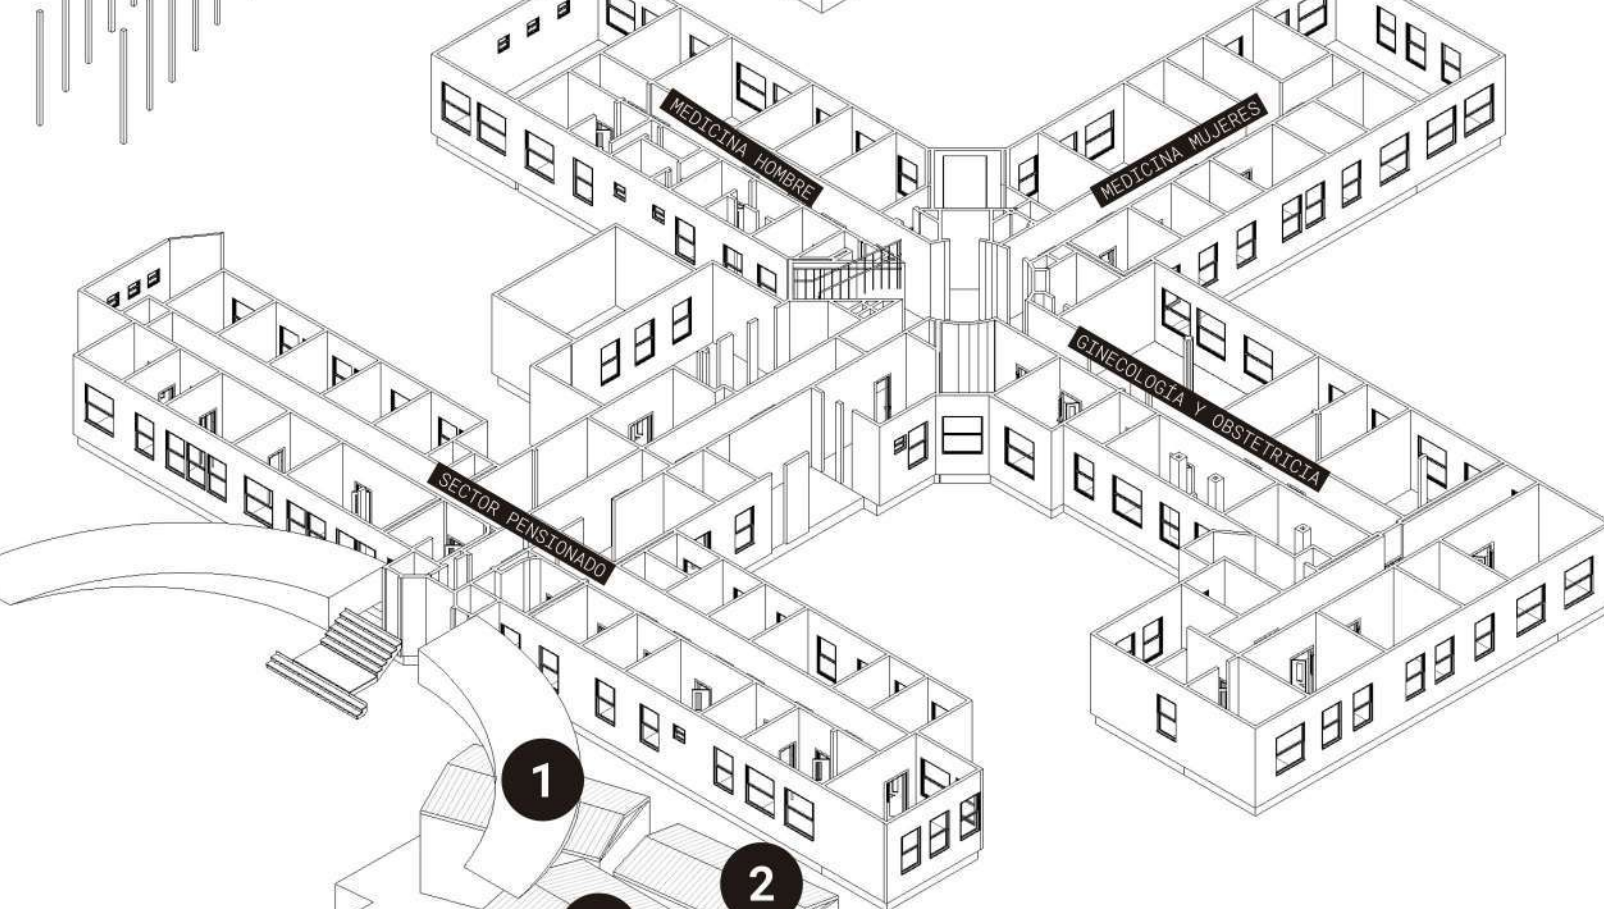 MEDICINA HOMBRE
MEDICINA MUJERES
GINECOLOGÍA Y OBSTETRICIA
SECTOR PENSIONADO
1
2